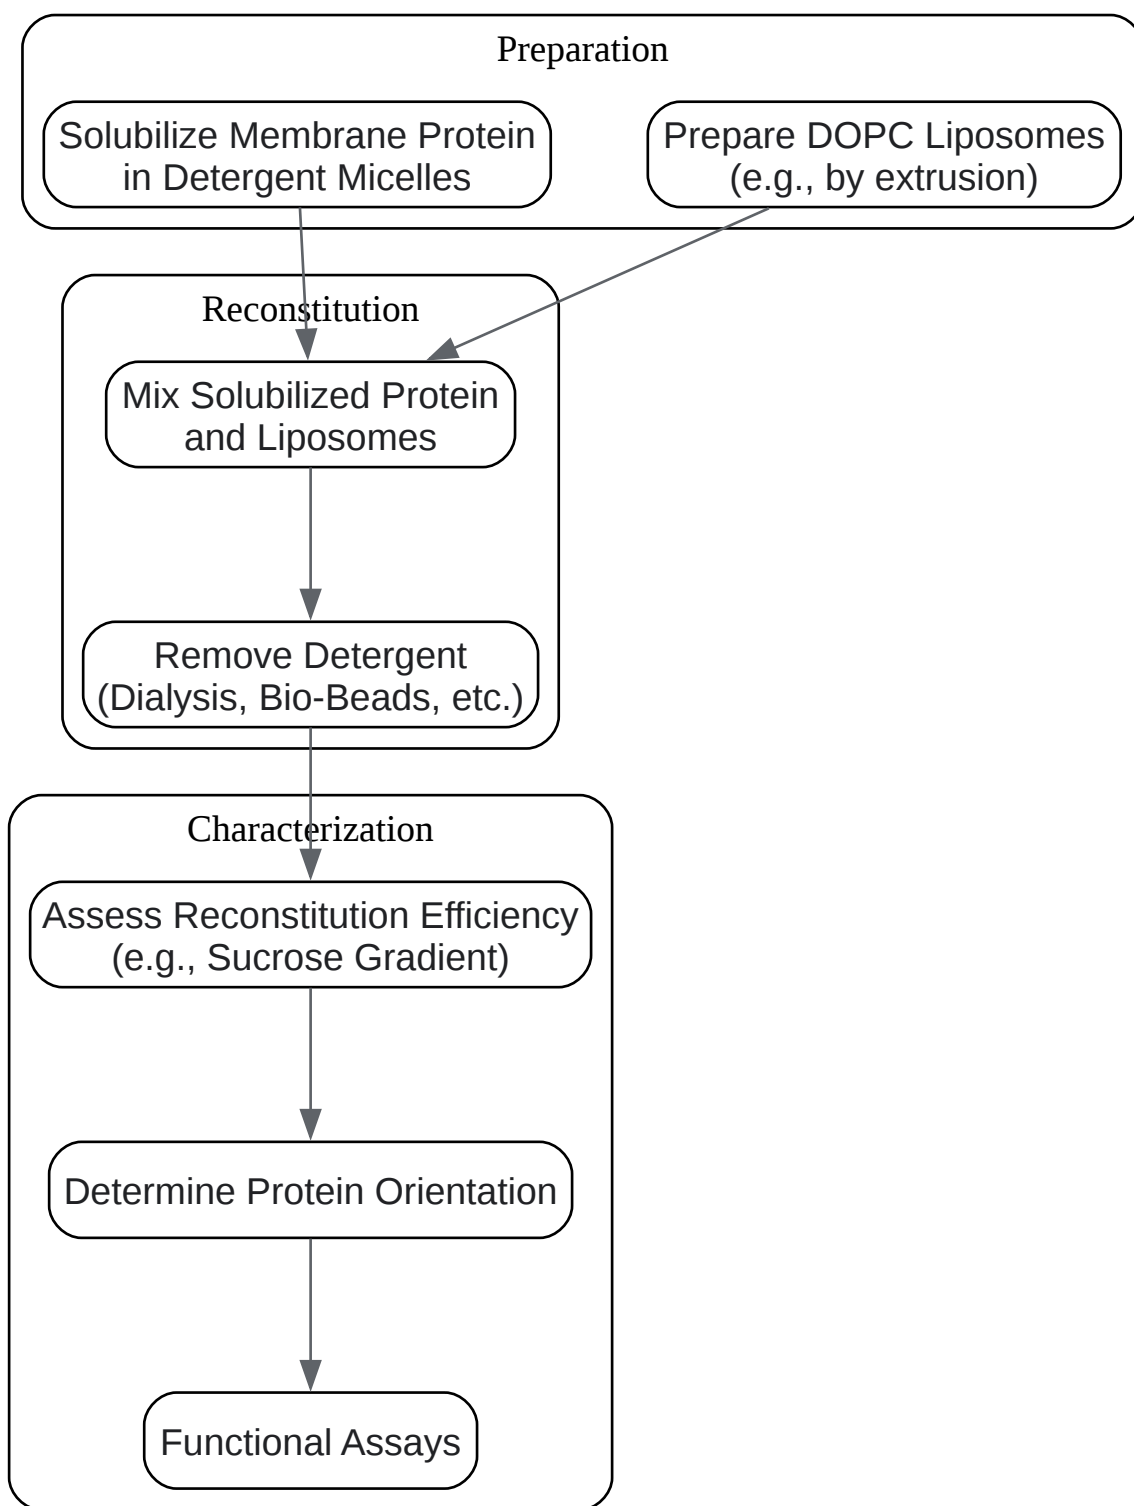 Preparation
Solubilize Membrane Protein
in Detergent Micelles
Prepare DOPC Liposomes
(e.g., by extrusion)
Reconstitution
Mix Solubilized Protein
and Liposomes
Remove Detergent
(Dialysis, Bio-Beads, etc.)
Characterization
Assess Reconstitution Efficiency
(e.g., Sucrose Gradient)
Determine Protein Orientation
Functional Assays